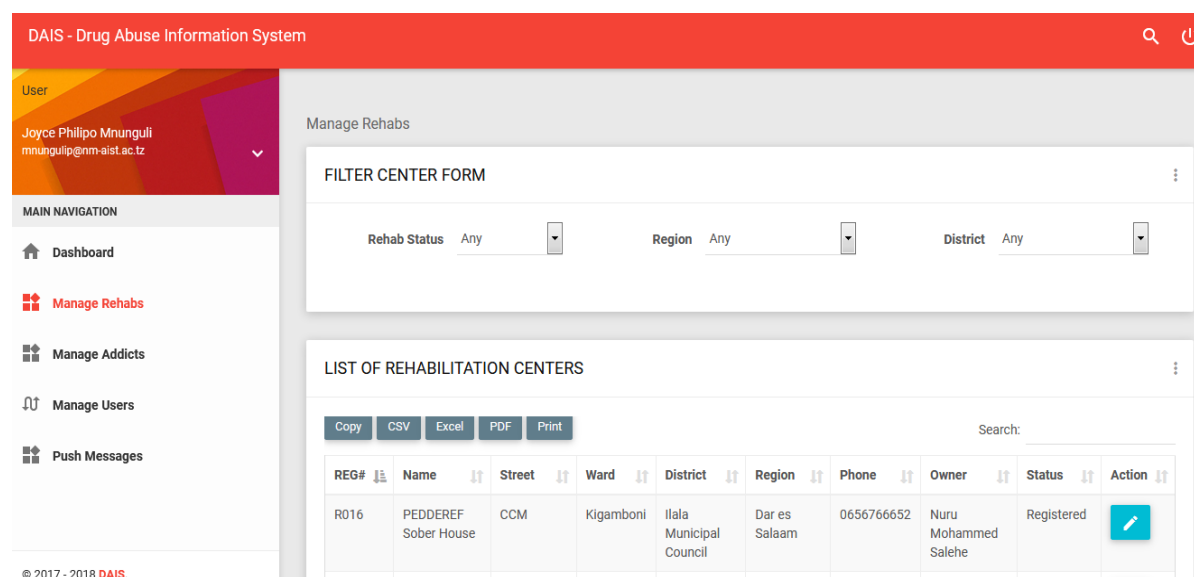 DAIS - Drug Abuse Information System
User
Joyce Philipo Mnunguli
mnungulip@nm-aist.ac.tz
MAIN NAVIGATION
Dashboard
Manage Rehabs
Manage Addicts
Manage Users
Push Messages
© 2017 - 2018 DAIS.
Manage Rehabs
FILTER CENTER FORM
Rehab Status Any Region Any District Any
LIST OF REHABILITATION CENTERS
Copy CSV Excel PDF Print
Search:
REG# Name Street Ward District Region Phone Owner Status Action
R016 PEDDEREF CCM Kigamboni Ilala Dar es 0656766652 Nuru Registered
Sober House Municipal Salaam Mohammed
Council Salehe